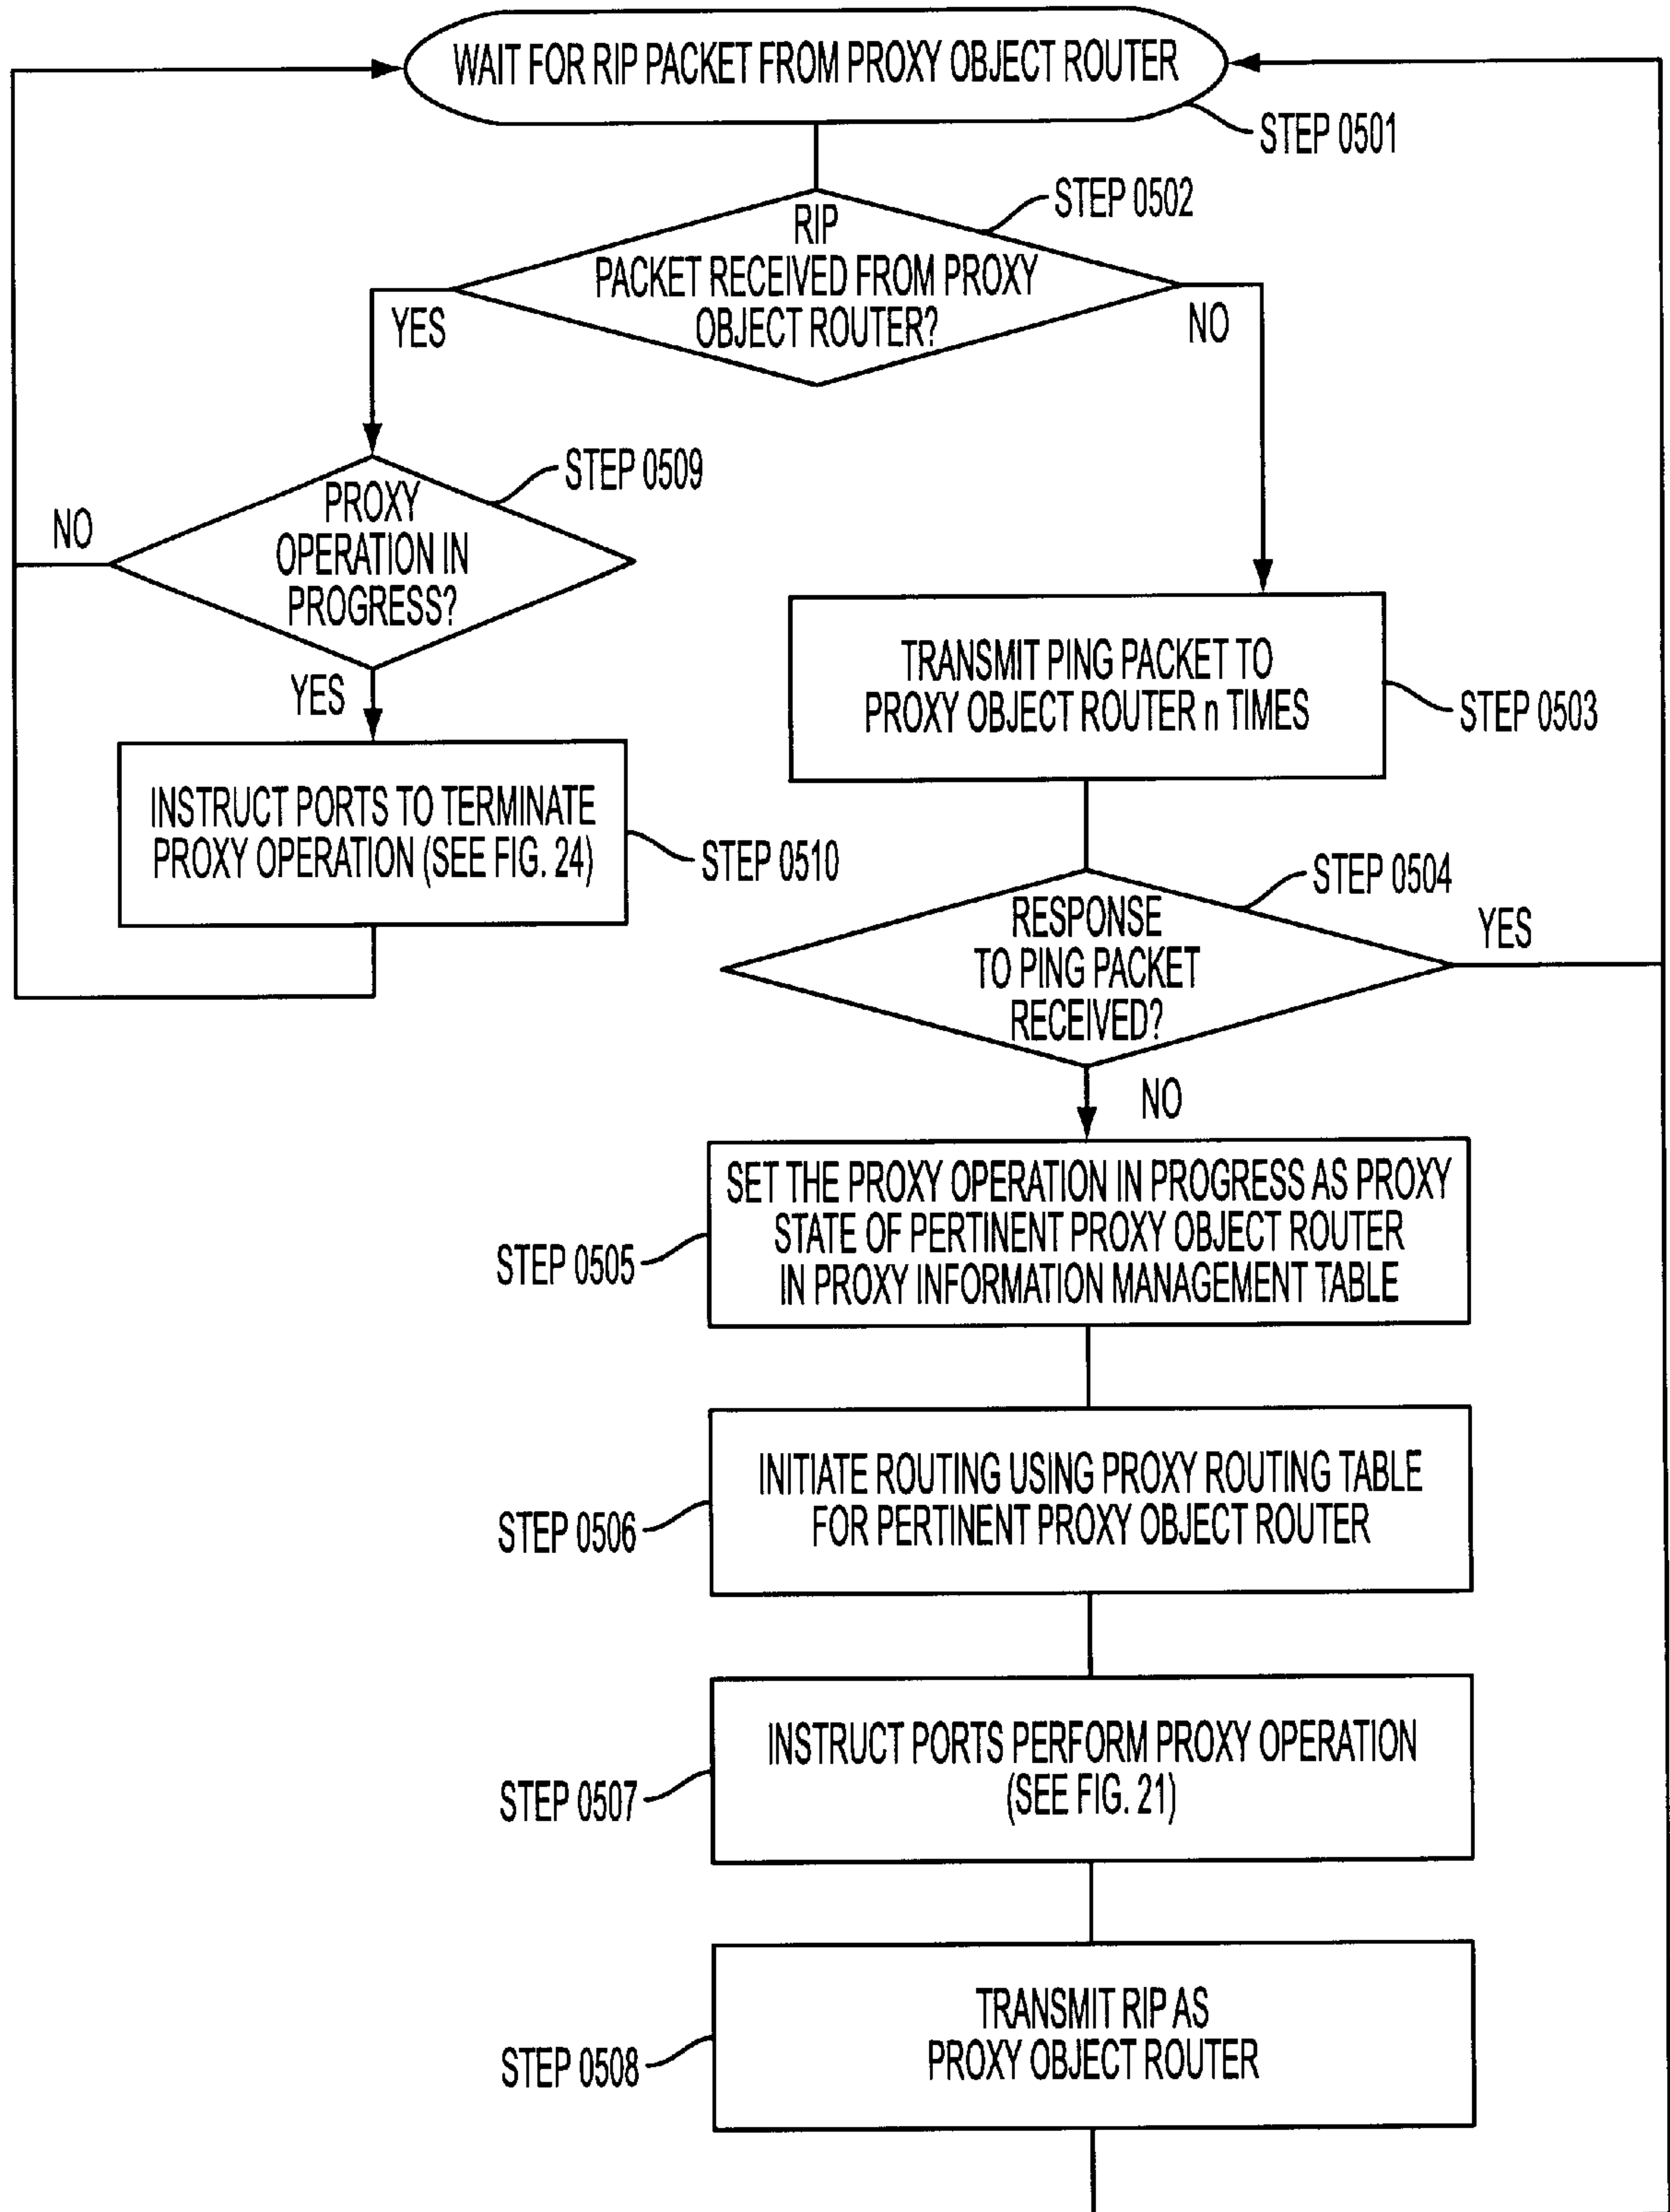 WAIT FOR RIP PACKET FROM PROXY OBJECT ROUTER
STEP 0501
STEP 0502
RIP
PACKET RECEIVED FROM PROXY
OBJECT ROUTER?
YES
NO
STEP 0509
PROXY
OPERATION IN
PROGRESS?
NO
YES
TRANSMIT PING PACKET TO
PROXY OBJECT ROUTER n TIMES
STEP 0503
INSTRUCT PORTS TO TERMINATE
PROXY OPERATION (SEE FIG. 24)
STEP 0510
STEP 0504
RESPONSE
TO PING PACKET
RECEIVED?
YES
NO
SET THE PROXY OPERATION IN PROGRESS AS PROXY
STATE OF PERTINENT PROXY OBJECT ROUTER
IN PROXY INFORMATION MANAGEMENT TABLE
STEP 0505
INITIATE ROUTING USING PROXY ROUTING TABLE
FOR PERTINENT PROXY OBJECT ROUTER
STEP 0506
INSTRUCT PORTS PERFORM PROXY OPERATION
(SEE FIG. 21)
STEP 0507
TRANSMIT RIP AS
PROXY OBJECT ROUTER
STEP 0508